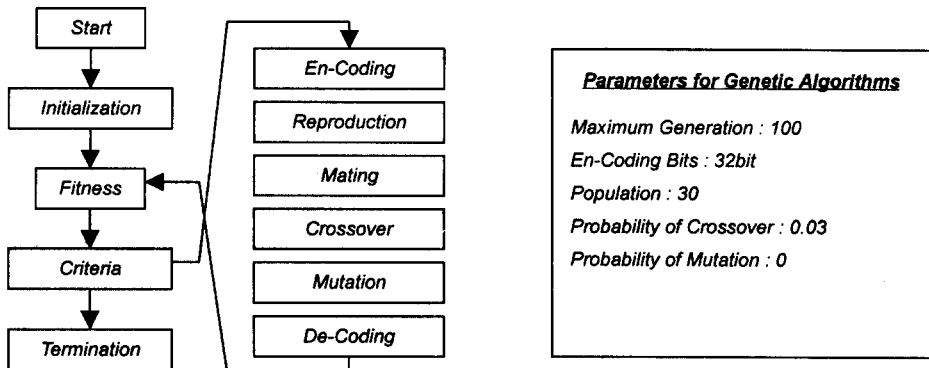 Start
Initialization
Fitness
Criteria
Termination
En-Coding
Reproduction
Mating
Crossover
Mutation
De-Coding
Parameters for Genetic Algorithms
Maximum Generation : 100
En-Coding Bits : 32bit
Population : 30
Probability of Crossover : 0.03
Probability of Mutation : 0